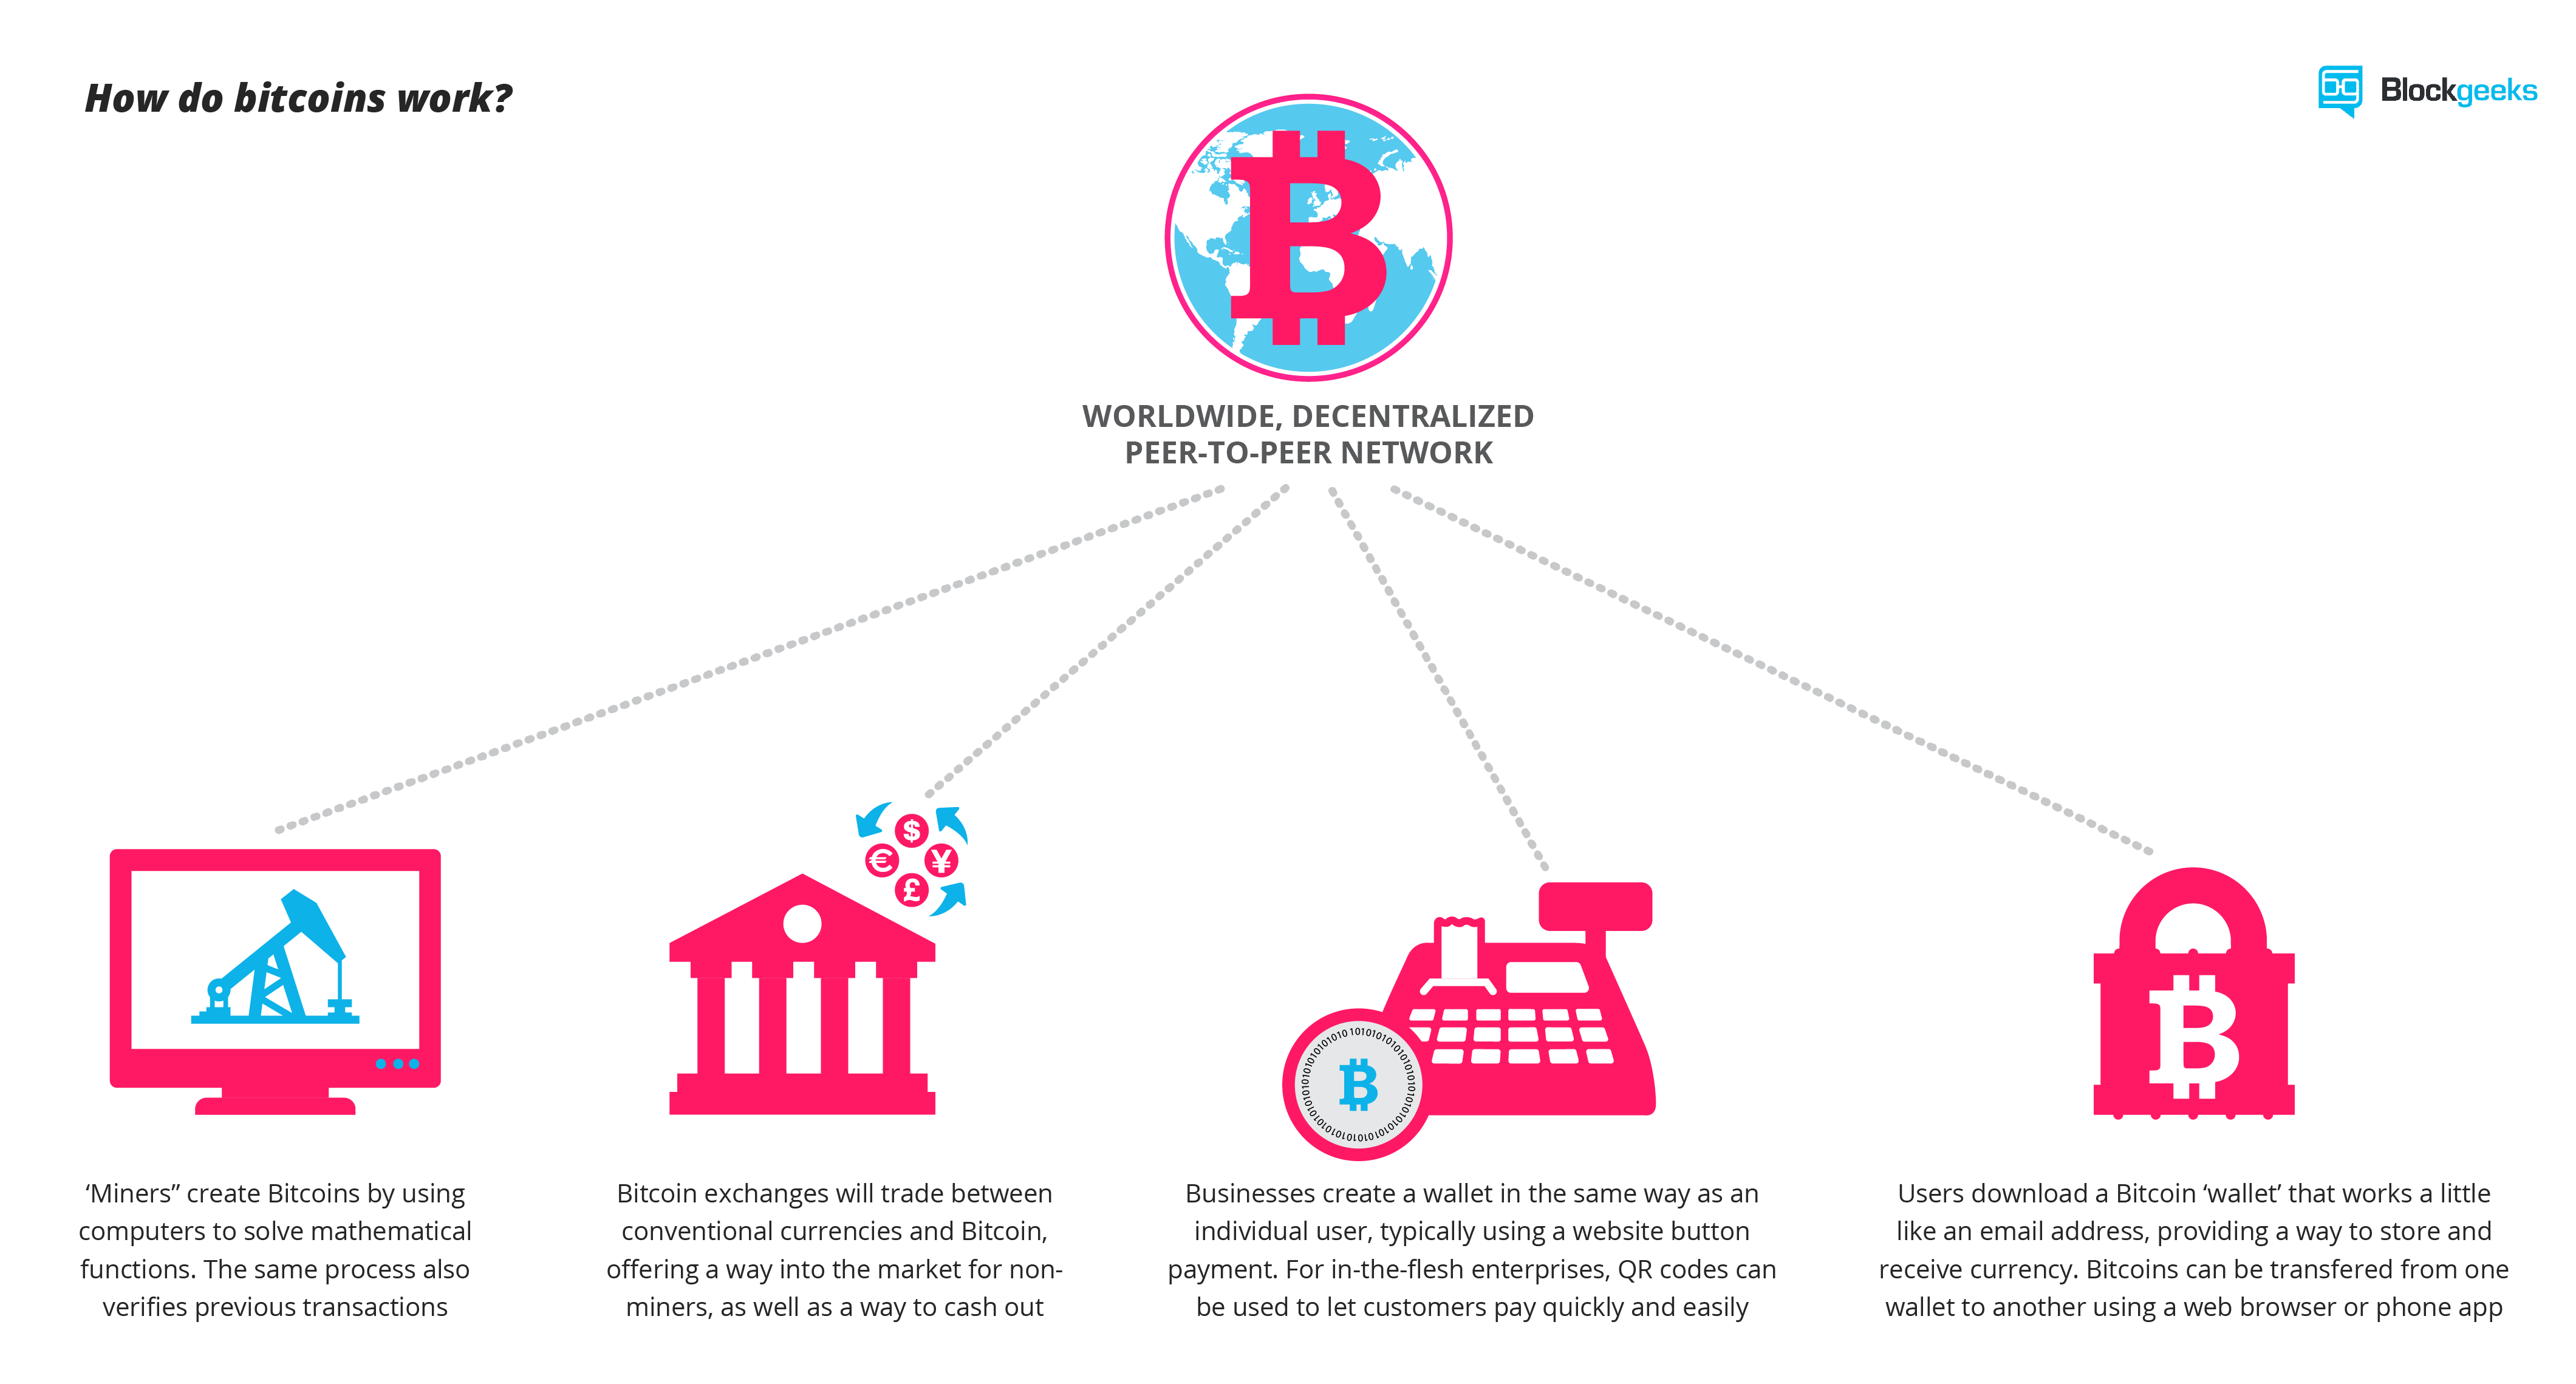 How do bitcoins work?
Blockgeeks
WORLDWIDE, DECENTRALIZED
PEER-TO-PEER NETWORK
$
€ ¥
£
‘Miners” create Bitcoins by using
computers to solve mathematical
functions. The same process also
verifies previous transactions
Bitcoin exchanges will trade between
conventional currencies and Bitcoin,
offering a way into the market for non-
miners, as well as a way to cash out
Businesses create a wallet in the same way as an
individual user, typically using a website button
payment. For in-the-flesh enterprises, QR codes can
be used to let customers pay quickly and easily
Users download a Bitcoin ‘wallet’ that works a little
like an email address, providing a way to store and
receive currency. Bitcoins can be transfered from one
wallet to another using a web browser or phone app